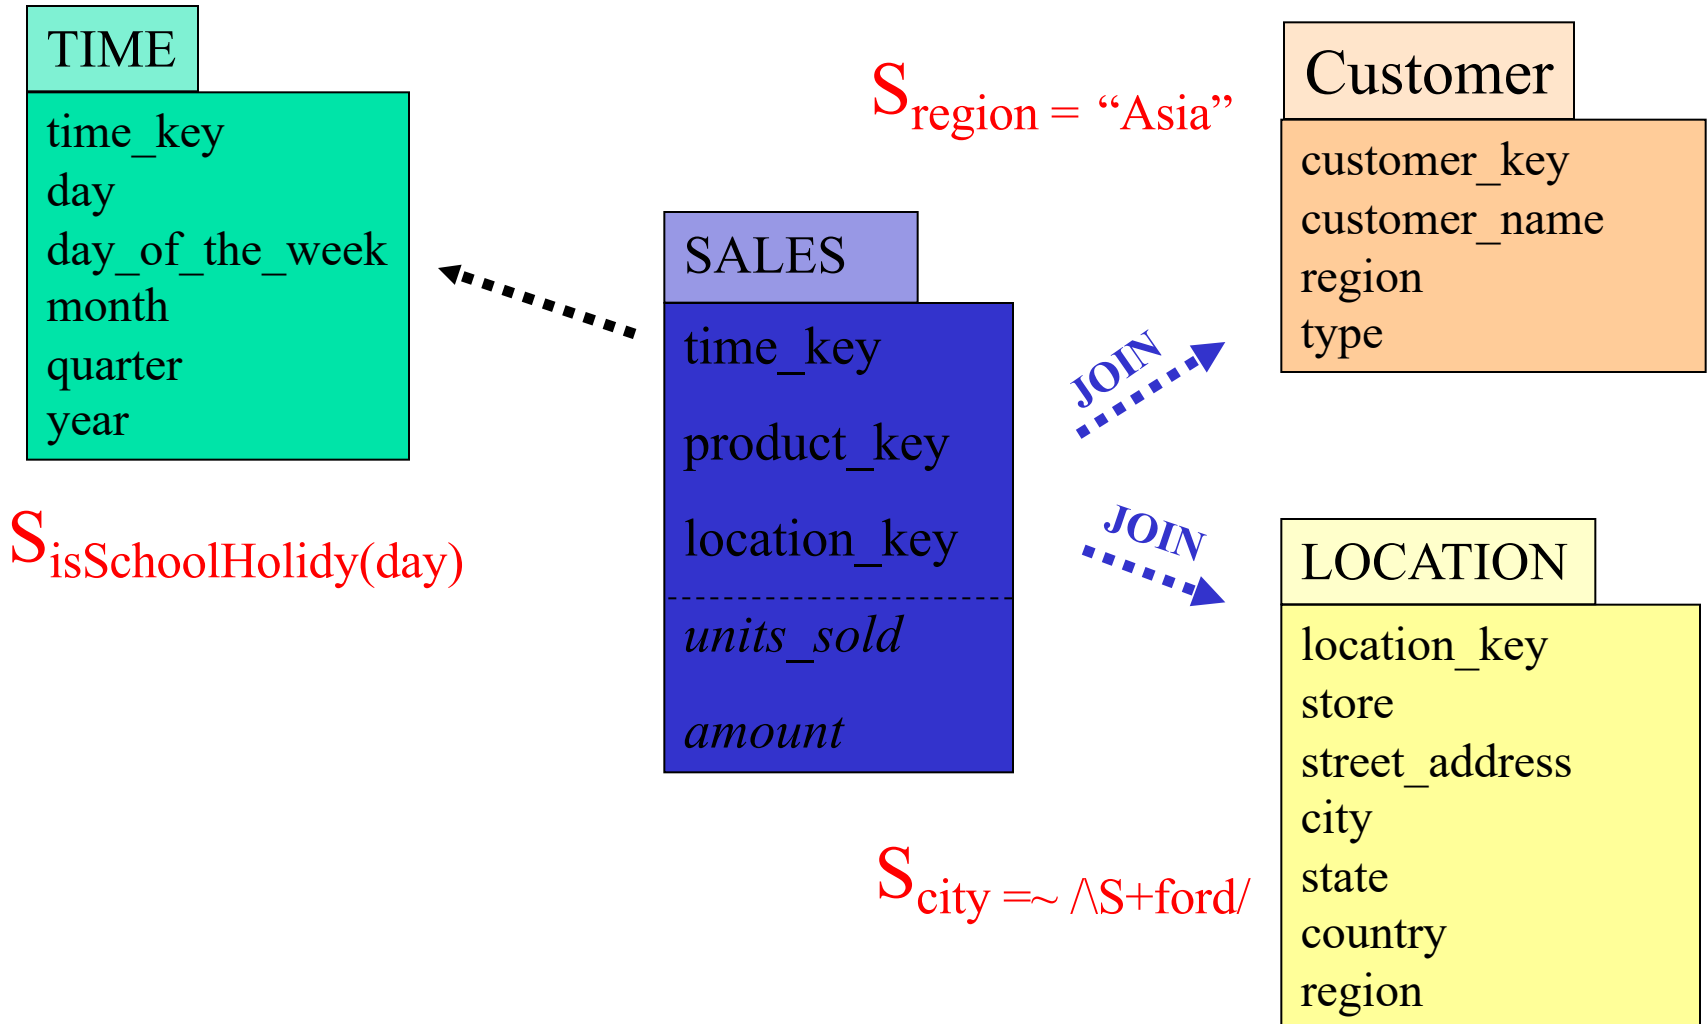 TIME
time_key
day
day_of_the_week
month
quarter
year
SisSchoolHolidy(day)
SALES
time_key
product_key
location_key
units_sold
amount
Sregion = “Asia”
Customer
customer_key
customer_name
region
type
JOIN
JOIN
LOCATION
location_key
store
street_address
city
state
country
region
Scity =~ /\S+ford/